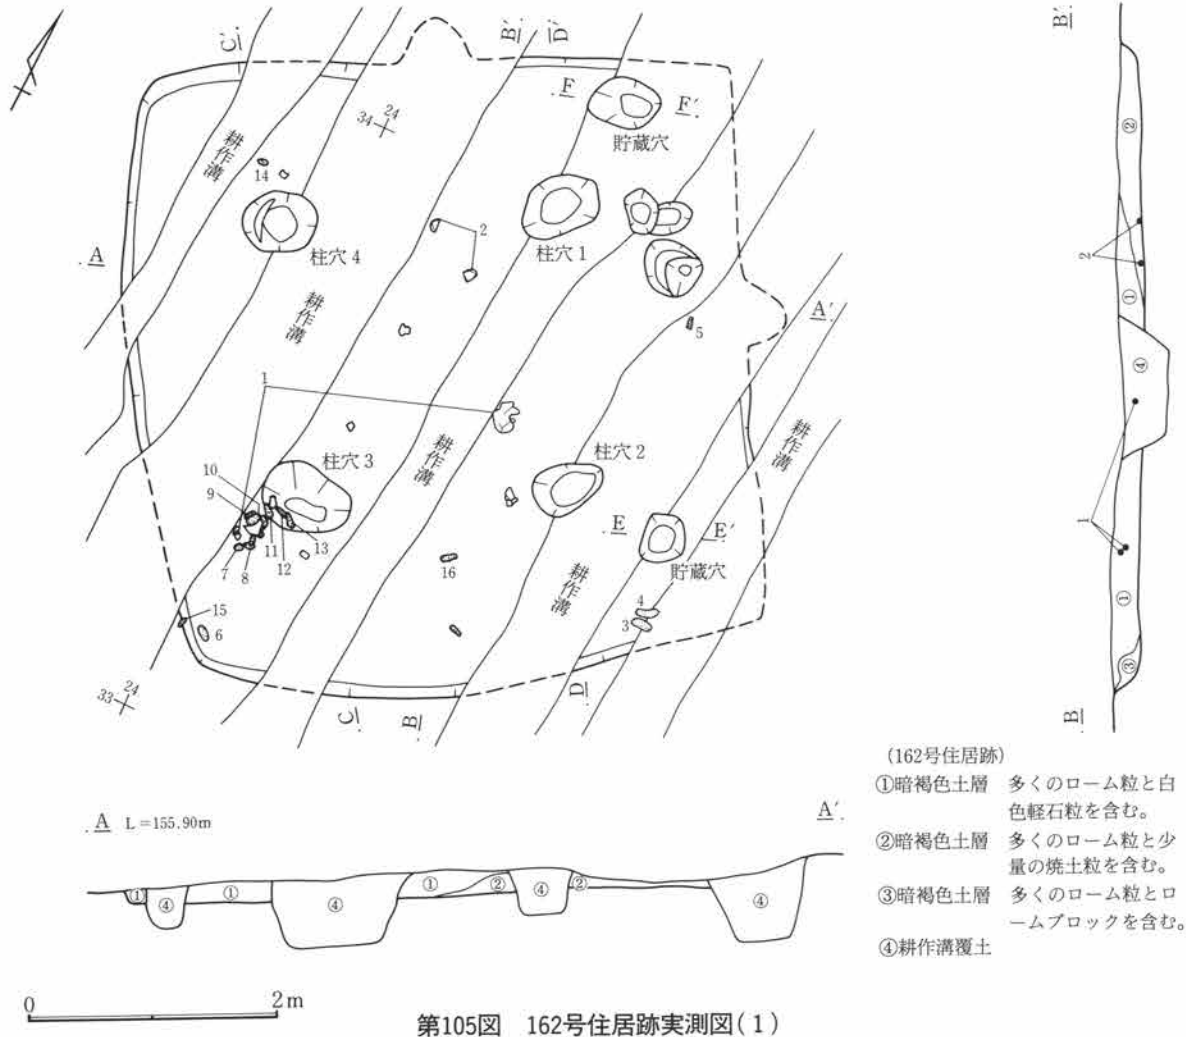 C′
B′
D′
F
F′
貯蔵穴
24
34
耕作溝
14
柱穴4
2
柱穴1
A
耕作溝
5
A′
1
柱穴3
10
9
7
8
11
12
13
耕作溝
柱穴2
耕作溝
E
E′
貯蔵穴
16
耕作溝
15
6
4
3
24
33
C
B
D
B′
②
2
①
④
1
①
③
B
(162号住居跡)
①暗褐色土層 多くのローム粒と白
色軽石粒を含む。
②暗褐色土層 多くのローム粒と少
量の焼土粒を含む。
③暗褐色土層 多くのローム粒とロ
ームブロックを含む。
④耕作溝覆土
A L=155.90m
A′
① ④ ① ④ ① ② ④ ② ④
0 2m
第105図 162号住居跡実測図(1)